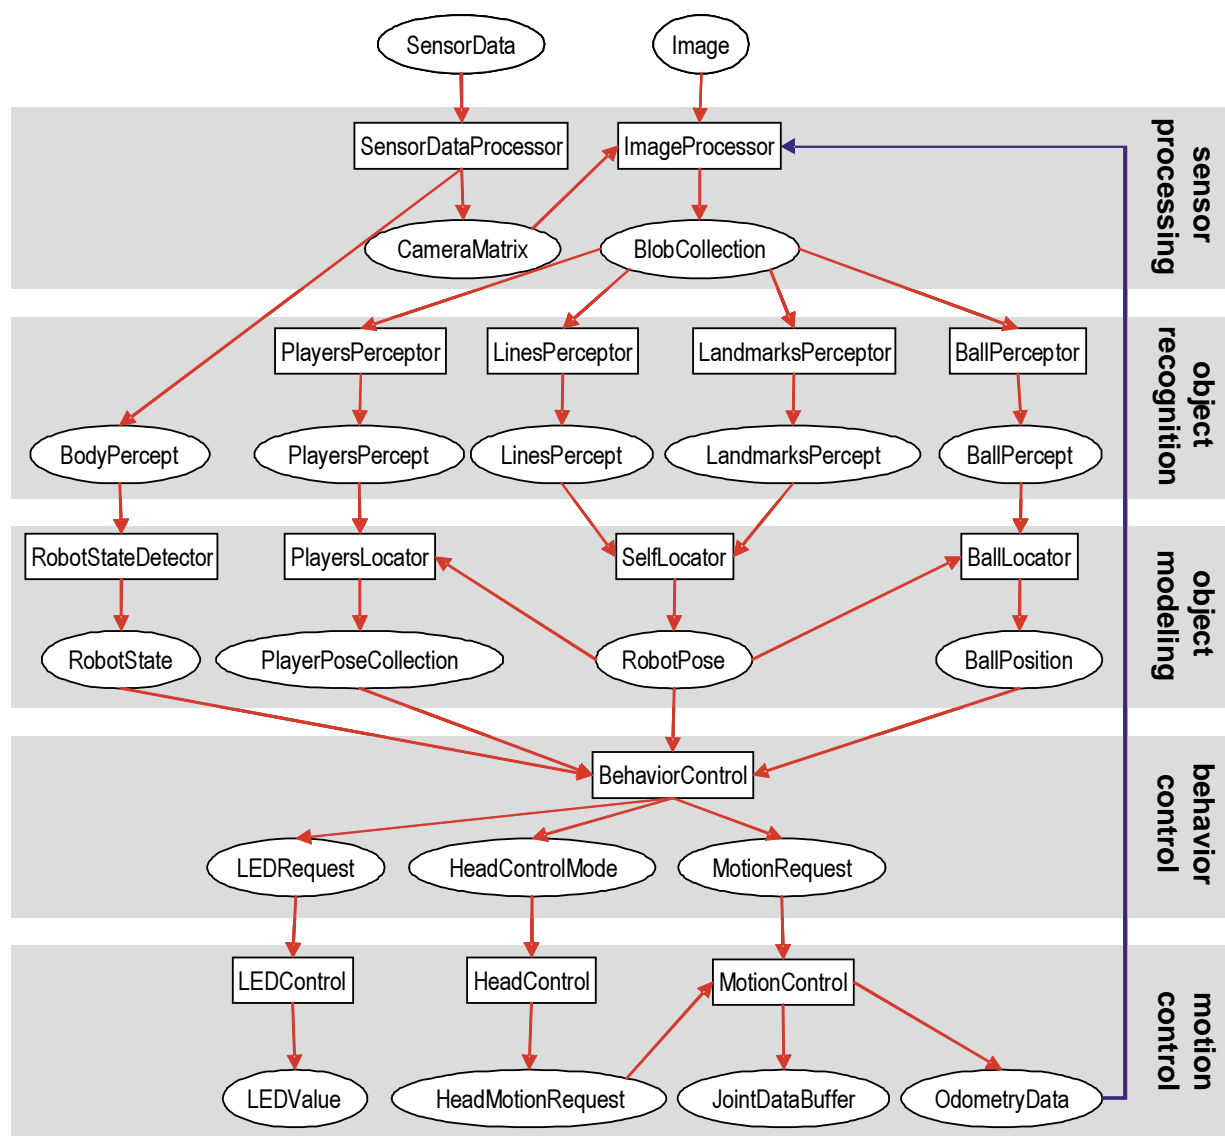 SensorData
Image
SensorDataProcessor
ImageProcessor
CameraMatrix
BlobCollection
sensor
processing
PlayersPerceptor
LinesPerceptor
LandmarksPerceptor
BallPerceptor
BodyPercept
PlayersPercept
LinesPercept
LandmarksPercept
BallPercept
object
recognition
RobotStateDetector
PlayersLocator
SelfLocator
BallLocator
RobotState
PlayerPoseCollection
RobotPose
BallPosition
object
modeling
BehaviorControl
LEDRequest
HeadControlMode
MotionRequest
behavior
control
LEDControl
HeadControl
MotionControl
LEDValue
HeadMotionRequest
JointDataBuffer
OdometryData
motion
control